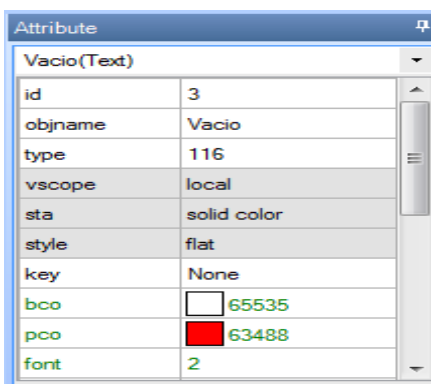 Attribute
Vacio(Text)
id 3
objname Vacio
type 116
vscope local
sta solid color
style flat
key None
bco 65535
pco 63488
font 2